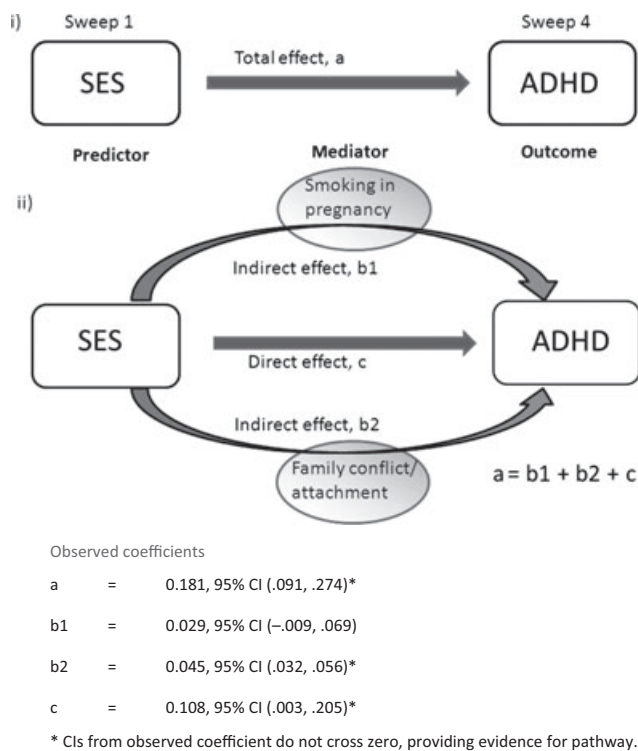 i)
Sweep 1
Sweep 4
SES
Total effect, a
ADHD
Predictor
Mediator
Outcome
ii)
Smoking in
pregnancy
Indirect effect, b1
SES
Direct effect, c
ADHD
Indirect effect, b2
Family conflict/
attachment
a = b1 + b2 + c
Observed coefficients
a = 0.181, 95% CI (.091, .274)*
b1 = 0.029, 95% CI (–.009, .069)
b2 = 0.045, 95% CI (.032, .056)*
c = 0.108, 95% CI (.003, .205)*
* CIs from observed coefficient do not cross zero, providing evidence for pathway.